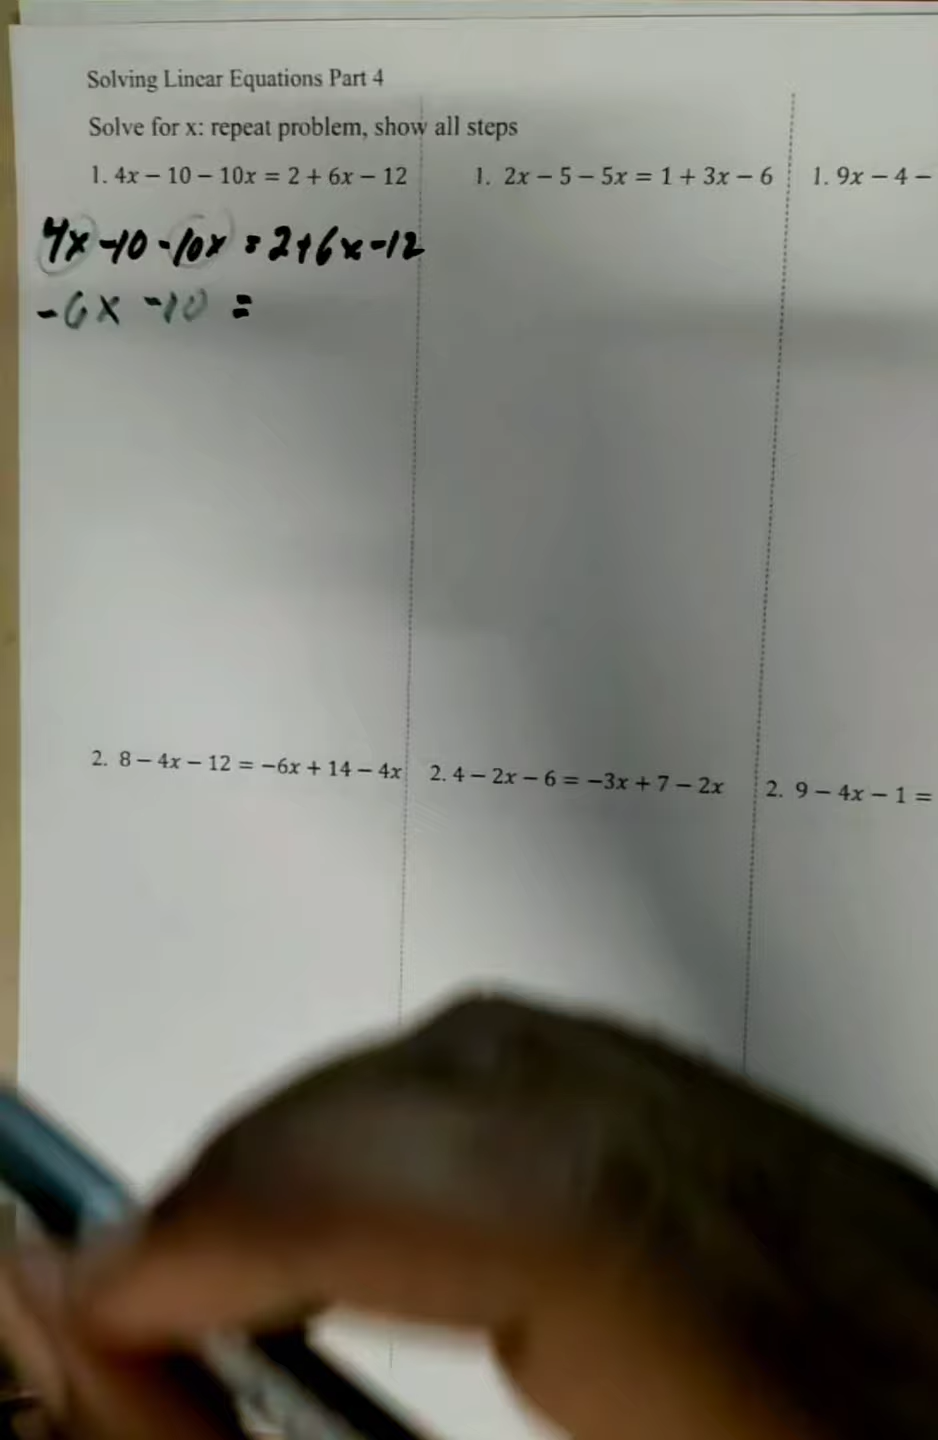 Solving Linear Equations Part 4
Solve for x: repeat problem, show all steps
1. 4x − 10 − 10x = 2 + 6x − 12
1. 2x − 5 − 5x = 1 + 3x − 6
1. 9x − 4 −
4x -10 -10x = 2+6x-12
-6x -10 =
2. 8 − 4x − 12 = −6x + 14 − 4x
2. 4 − 2x − 6 = −3x + 7 − 2x
2. 9 − 4x − 1 =